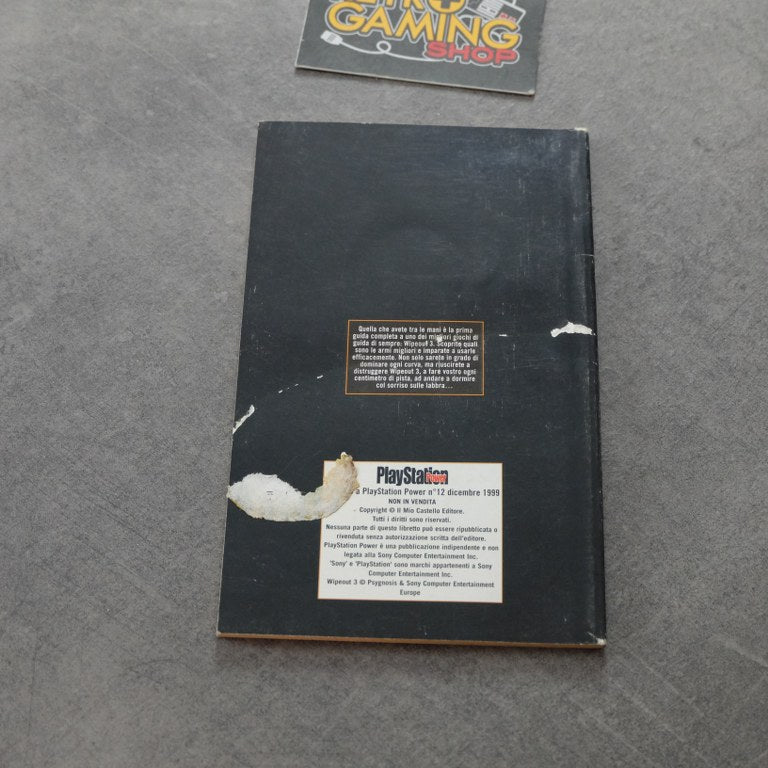 GAMING
SHOP
Quella che avete tra le mani è la prima
guida completa a uno dei migliori giochi di
guida di sempre: Wipeout 3. Scoprite quali
sono le armi migliori e imparate a usarle
efficacemente. Non solo sarete in grado di
dominare ogni curva, ma riuscirete a
distruggere Wipeout 3, a fare vostro ogni
centimetro di pista, ad andare a dormire
col sorriso sulle labbra...
PlayStation
Power
a PlayStation Power n°12 dicembre 1999
NON IN VENDITA
Copyright © Il Mio Castello Editore.
Tutti i diritti sono riservati.
Nessuna parte di questo libretto può essere ripubblicata o
rivenduta senza autorizzazione scritta dell'editore.
PlayStation Power è una pubblicazione indipendente e non
legata alla Sony Computer Entertainment Inc.
'Sony' e 'PlayStation' sono marchi appartenenti a Sony
Computer Entertainment Inc.
Wipeout 3 © Psygnosis & Sony Computer Entertainment
Europe